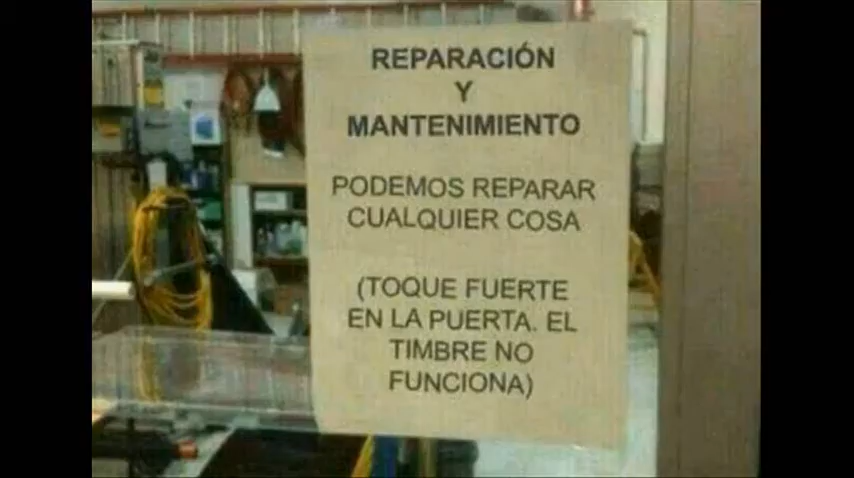 REPARACIÓN
Y
MANTENIMIENTO
PODEMOS REPARAR
CUALQUIER COSA
(TOQUE FUERTE
EN LA PUERTA. EL
TIMBRE NO
FUNCIONA)